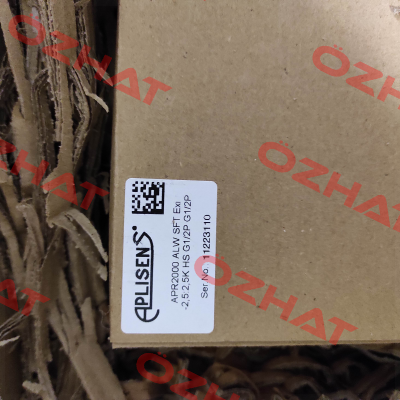 OZHAT
OZHAT
OZHAT
OZHAT
OZHAT
APLISENS
APR2000 ALW SFT Exi
-2,5:2,5K HS G1/2P G1/2P
Ser.No.: 11223110